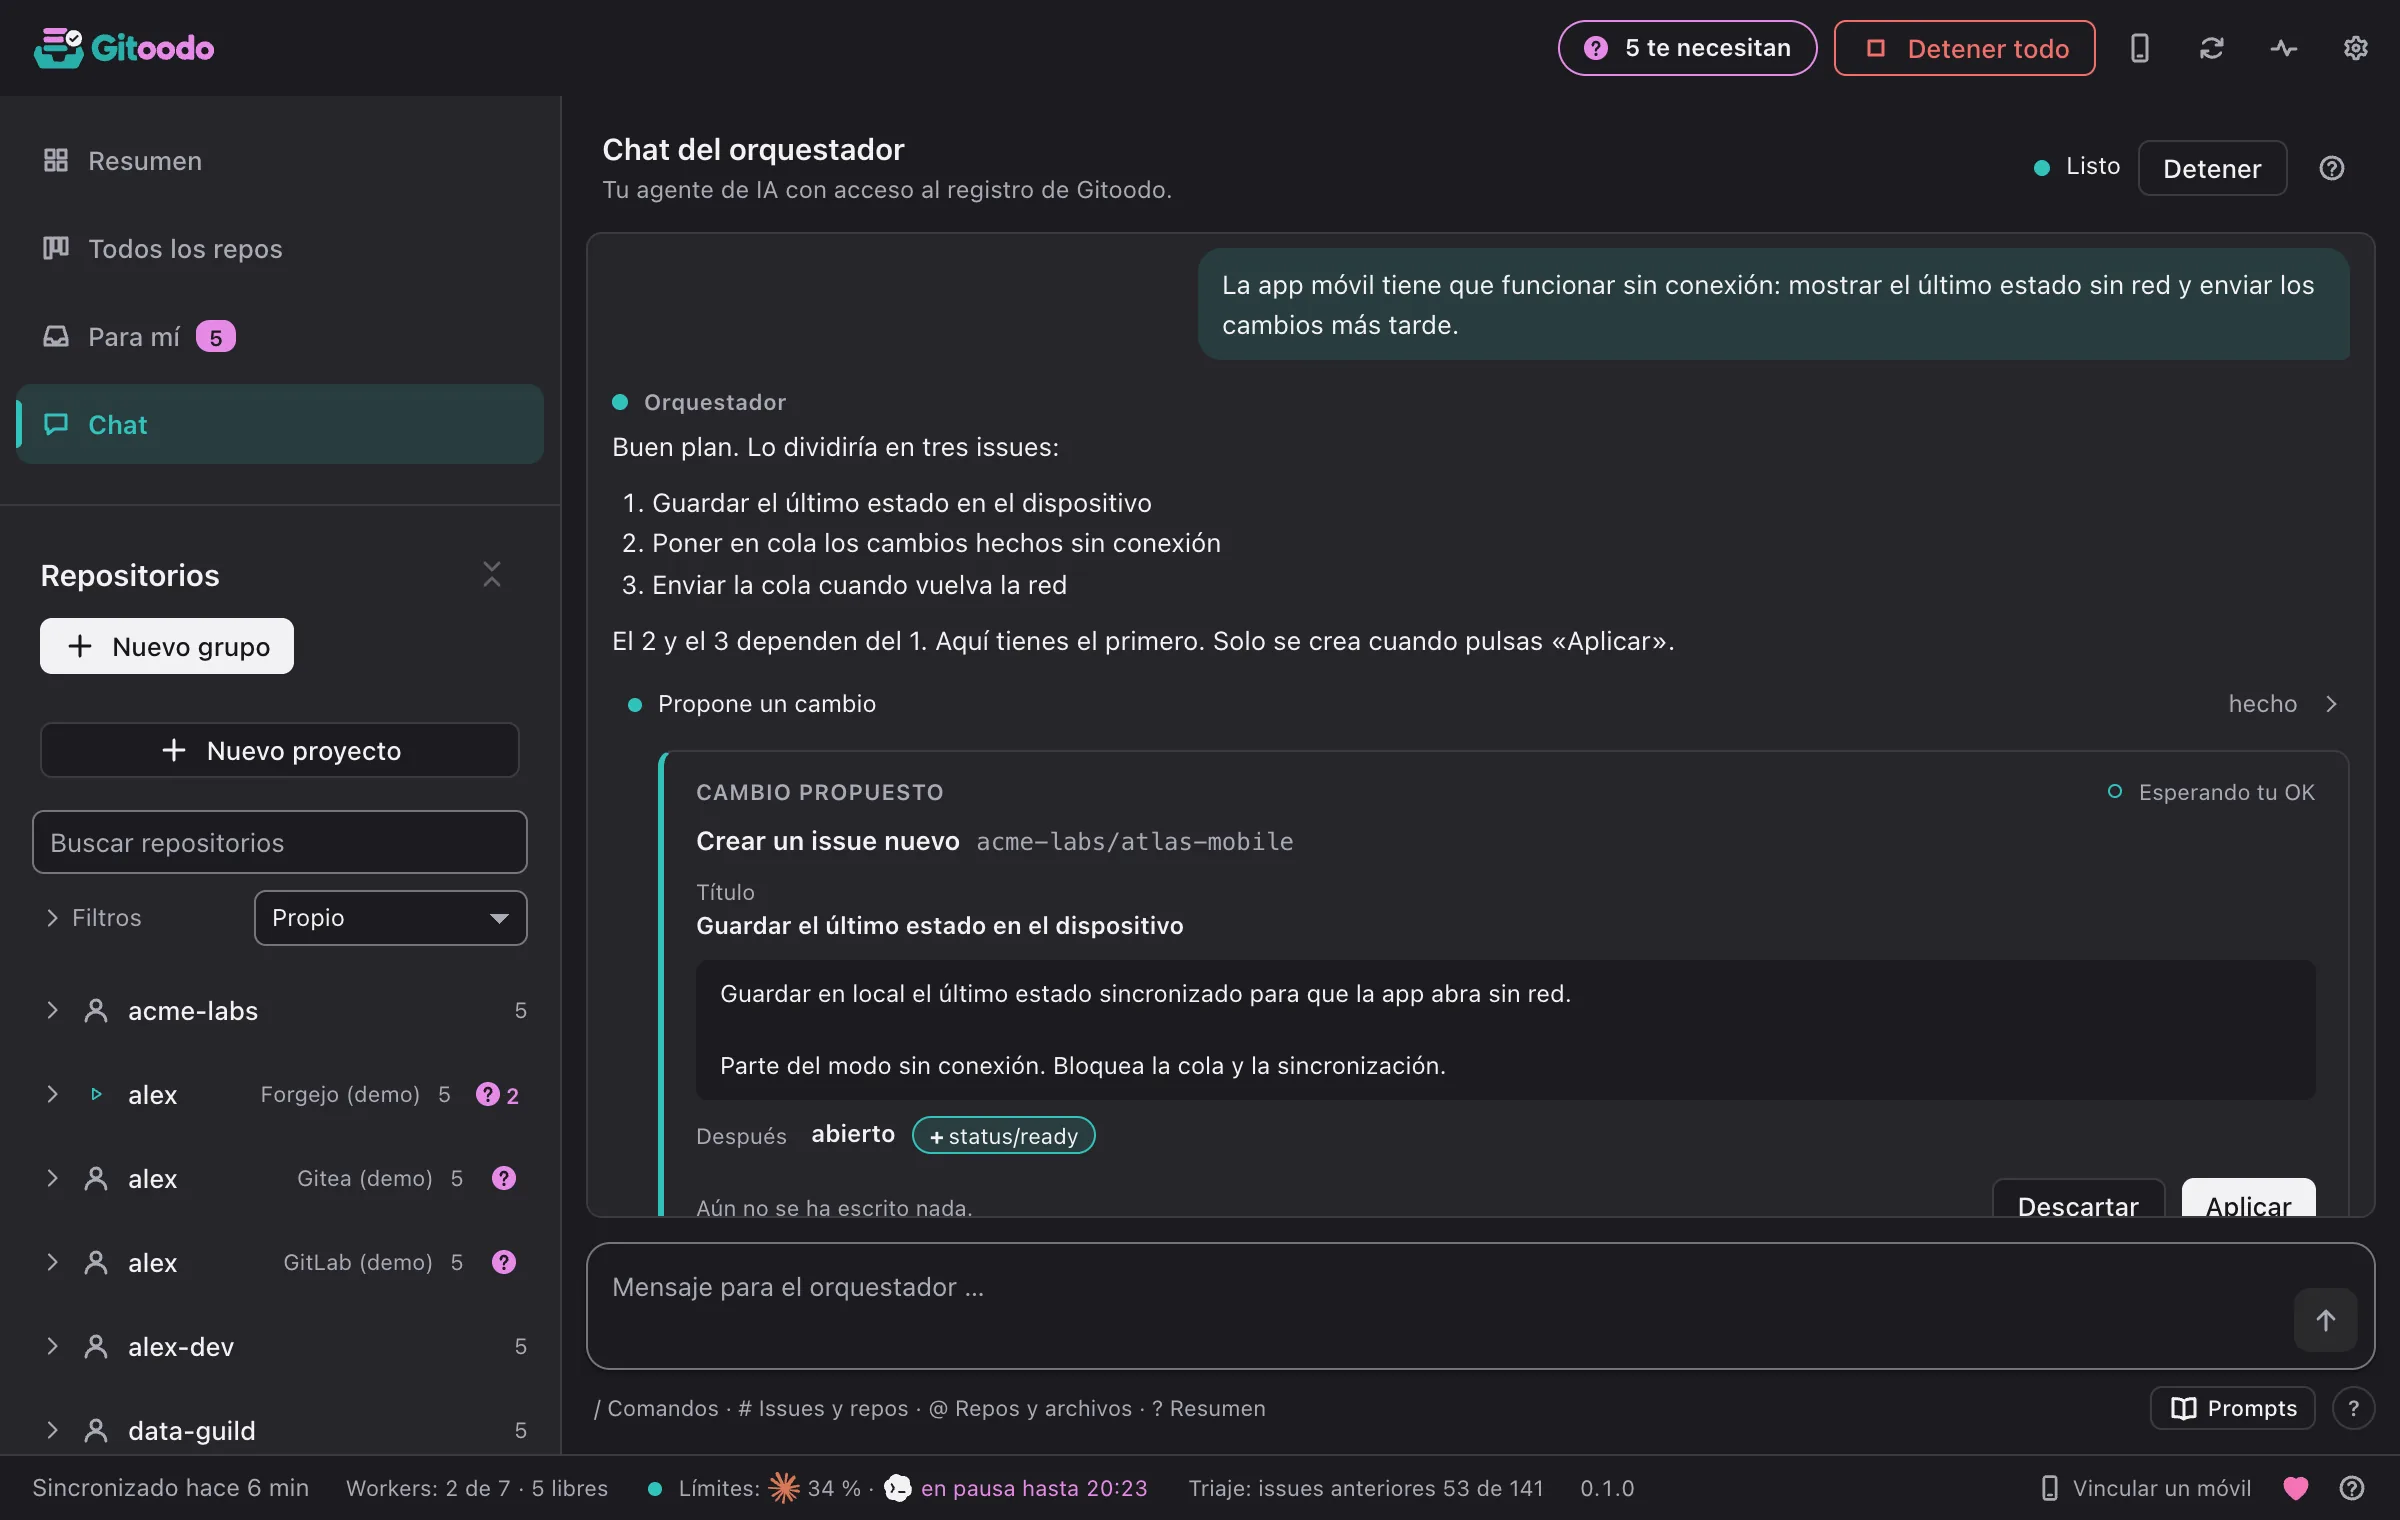 Gitoodo
5 te necesitan
Detener todo
Resumen
Todos los repos
Para mí 5
Chat
Repositorios
Nuevo grupo
Nuevo proyecto
Buscar repositorios
Filtros
Propio
acme-labs 5
alex Forgejo (demo) 5 ? 2
alex Gitea (demo) 5 ?
alex GitLab (demo) 5 ?
alex-dev 5
data-guild 5
Chat del orquestador
Tu agente de IA con acceso al registro de Gitoodo.
Listo
Detener
La app móvil tiene que funcionar sin conexión: mostrar el último estado sin red y enviar los
cambios más tarde.
Orquestador
Buen plan. Lo dividiría en tres issues:
1. Guardar el último estado en el dispositivo
2. Poner en cola los cambios hechos sin conexión
3. Enviar la cola cuando vuelva la red
El 2 y el 3 dependen del 1. Aquí tienes el primero. Solo se crea cuando pulsas «Aplicar».
Propone un cambio
hecho
CAMBIO PROPUESTO
Esperando tu OK
Crear un issue nuevo acme-labs/atlas-mobile
Título
Guardar el último estado en el dispositivo
Guardar en local el último estado sincronizado para que la app abra sin red.
Parte del modo sin conexión. Bloquea la cola y la sincronización.
Después abierto +status/ready
Aún no se ha escrito nada.
Descartar
Aplicar
Mensaje para el orquestador ...
/ Comandos · # Issues y repos · @ Repos y archivos · ? Resumen
Prompts
?
Sincronizado hace 6 min
Workers: 2 de 7 · 5 libres
Límites: 34 % · en pausa hasta 20:23
Triaje: issues anteriores 53 de 141
0.1.0
Vincular un móvil